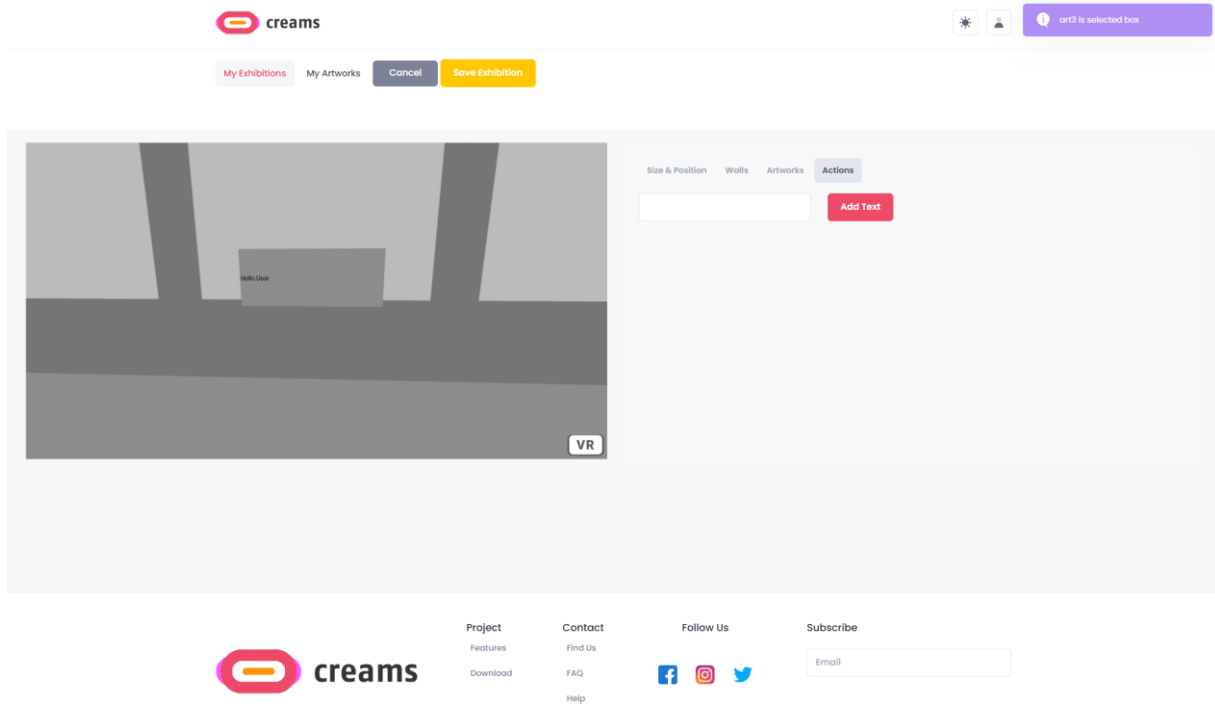 creams
art3 is selected box
My Exhibitions My Artworks Cancel Save Exhibition
Size & Position Walls Artworks Actions
Add Text
Hello User
VR
creams
Project
Features
Download
Contact
Find Us
FAQ
Help
Follow Us
Subscribe
Email